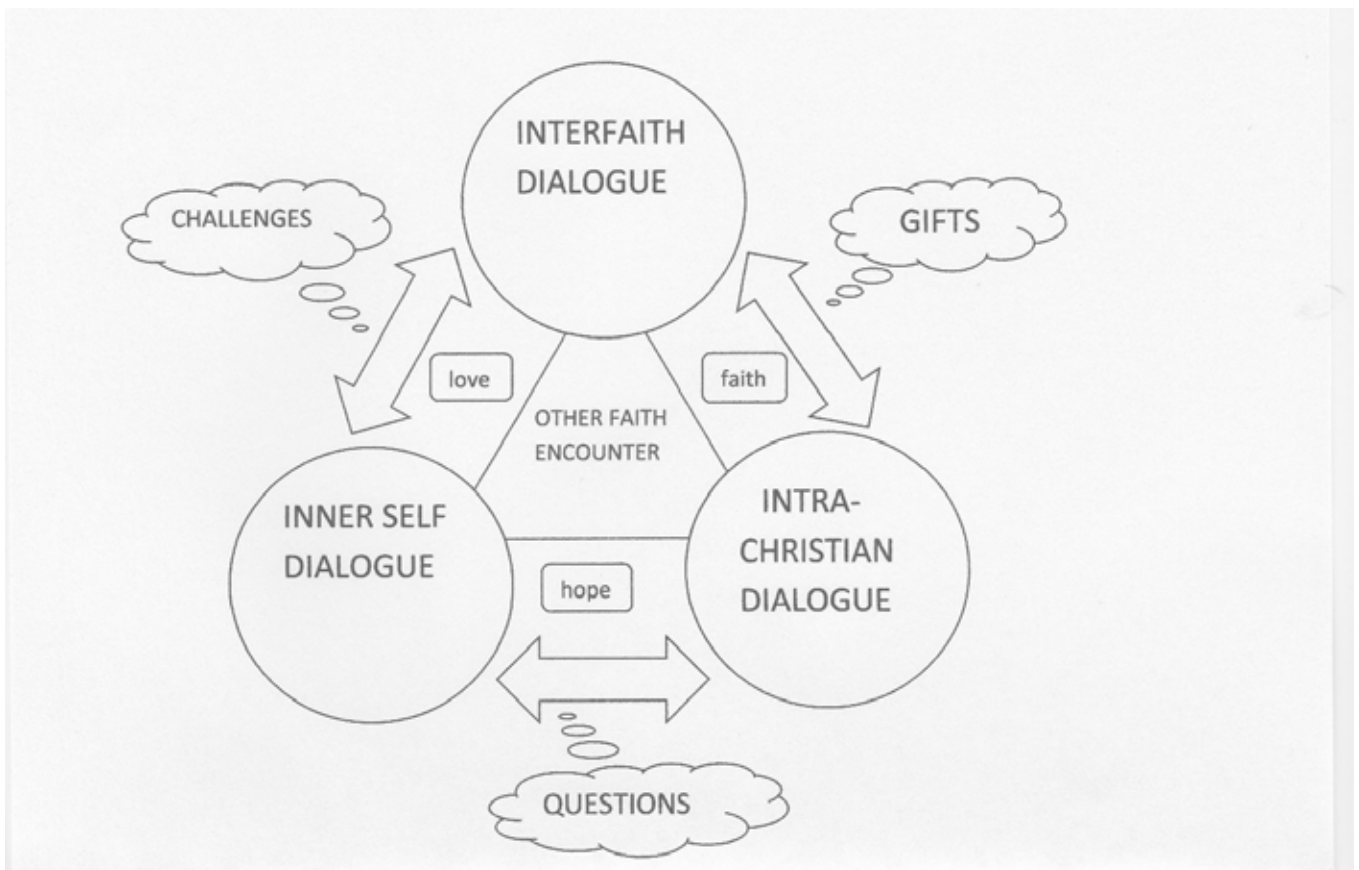 INTERFAITH
DIALOGUE
CHALLENGES
GIFTS
love
faith
OTHER FAITH
ENCOUNTER
INNER SELF
DIALOGUE
INTRA-
CHRISTIAN
DIALOGUE
hope
QUESTIONS